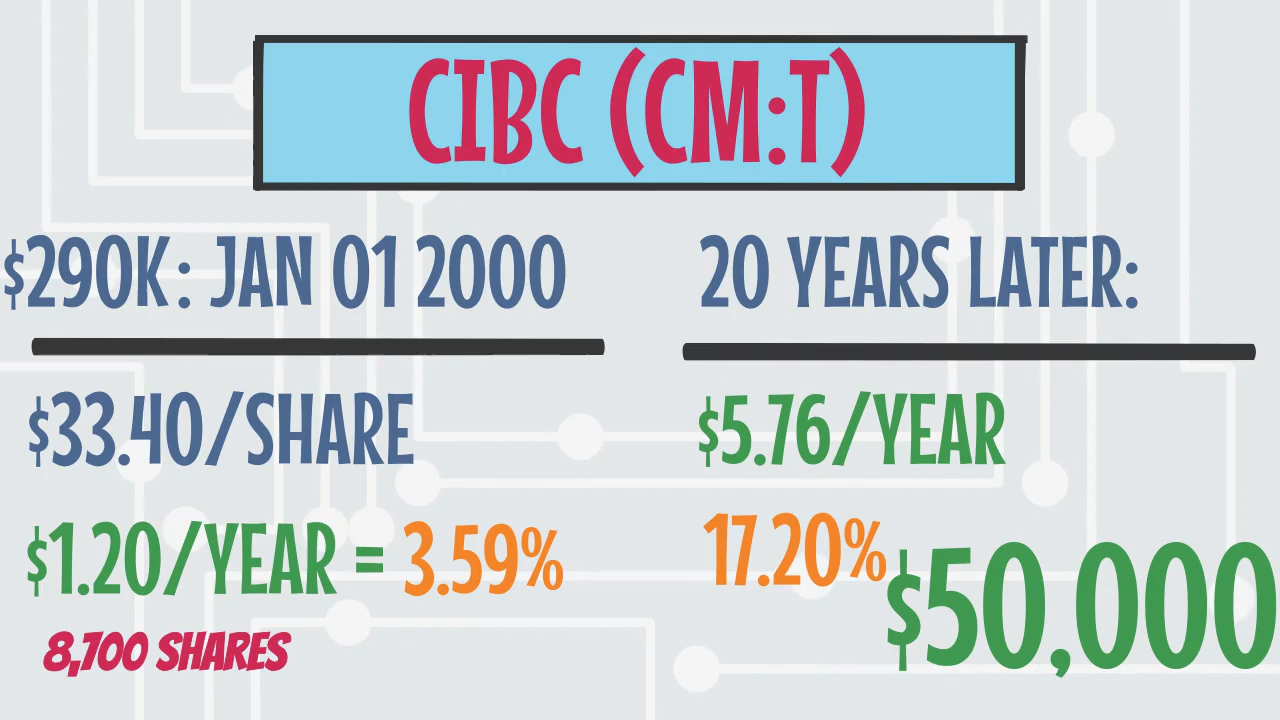 CIBC (CM:T)
$290K: JAN 01 2000
$33.40/SHARE
$1.20/YEAR = 3.59%
8,700 SHARES
20 YEARS LATER:
$5.76/YEAR
17.20%
$50,000